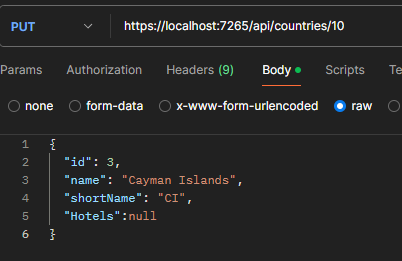 PUT https://localhost:7265/api/countries/10
Params Authorization Headers (9) Body Scripts Te
none form-data x-www-form-urlencoded raw
1 {
2 "id": 3,
3 "name": "Cayman Islands",
4 "shortName": "CI",
5 "Hotels":null
6 }